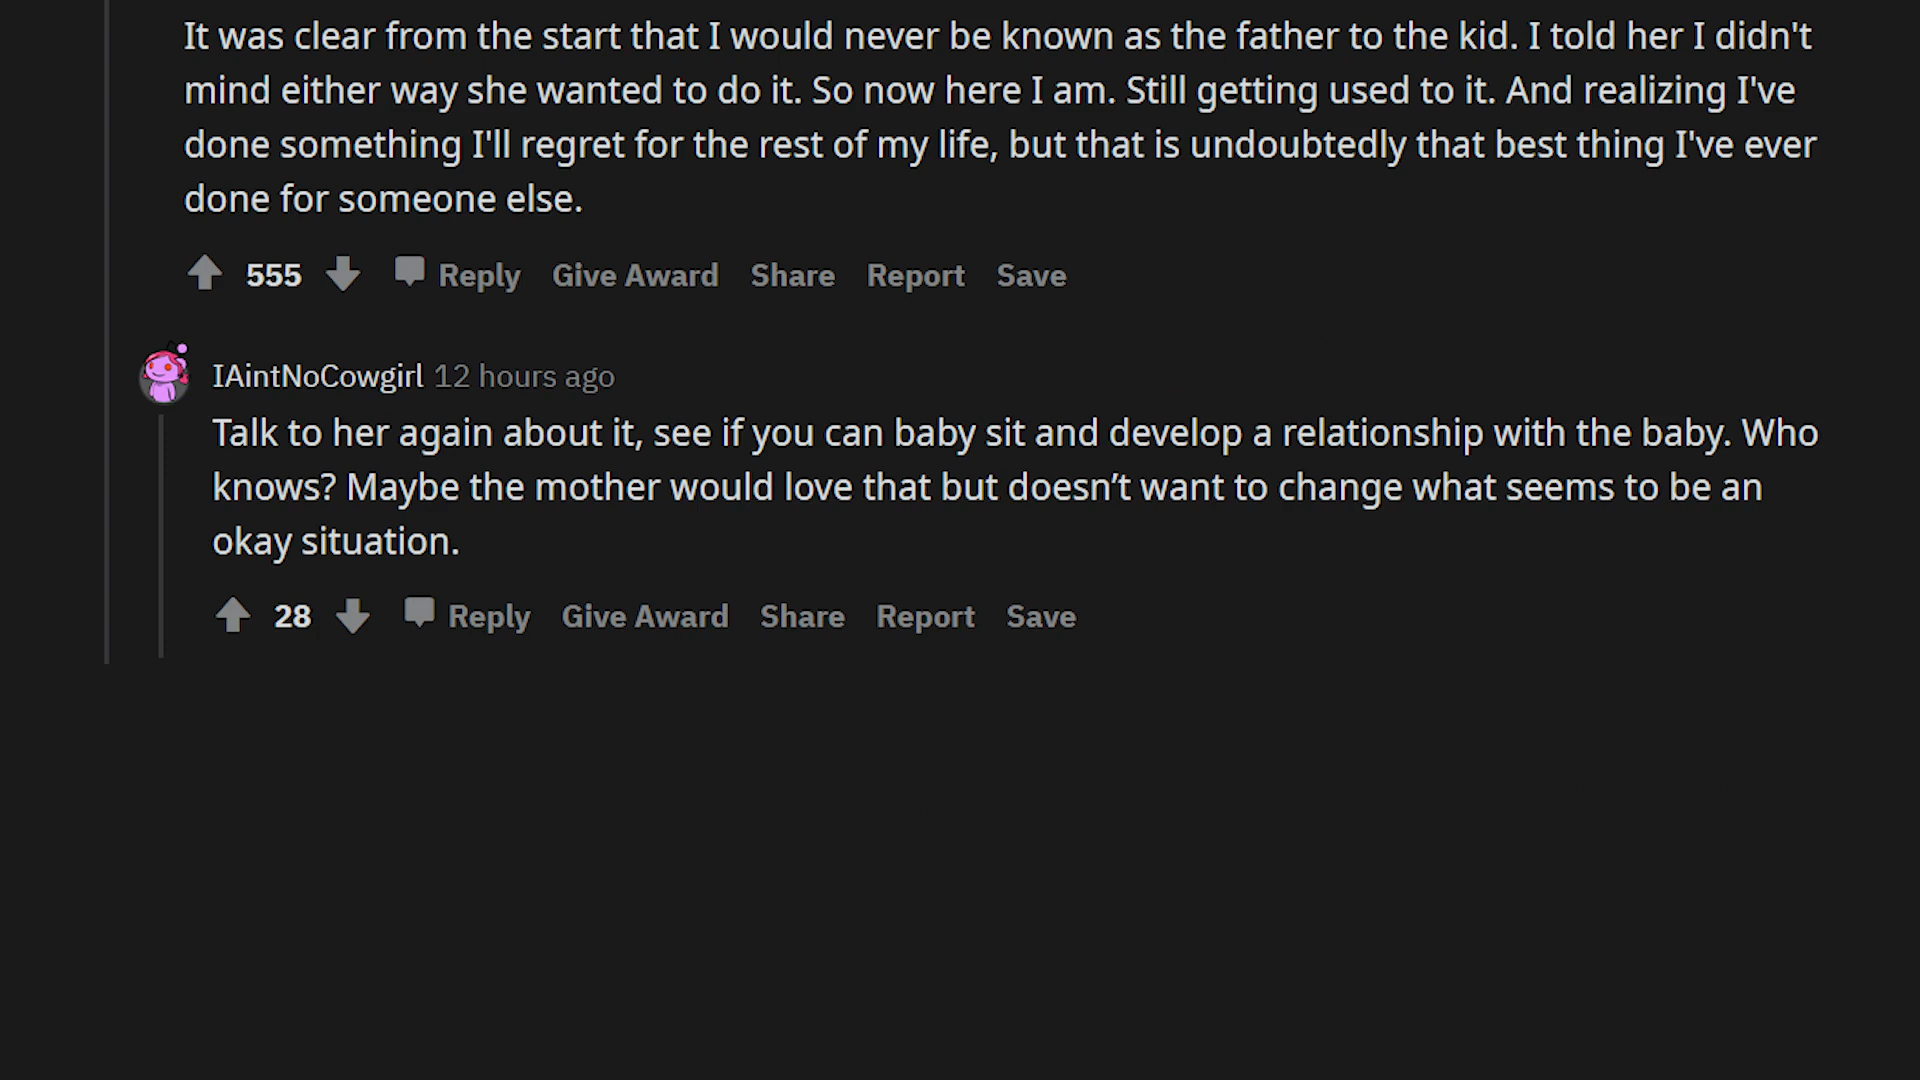 It was clear from the start that I would never be known as the father to the kid. I told her I didn't
mind either way she wanted to do it. So now here I am. Still getting used to it. And realizing I've
done something I'll regret for the rest of my life, but that is undoubtedly that best thing I've ever
done for someone else.
555 Reply Give Award Share Report Save
IAintNoCowgirl 12 hours ago
Talk to her again about it, see if you can baby sit and develop a relationship with the baby. Who
knows? Maybe the mother would love that but doesn’t want to change what seems to be an
okay situation.
28 Reply Give Award Share Report Save